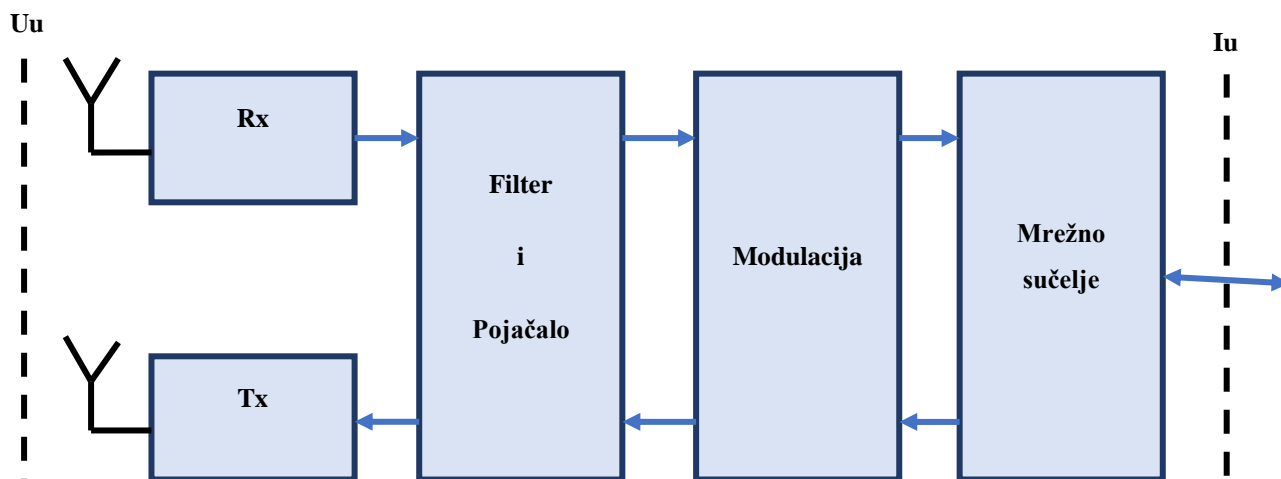 Uu
Iu
Rx
Filter
i
Pojačalo
Modulacija
Mrežno
sučelje
Tx